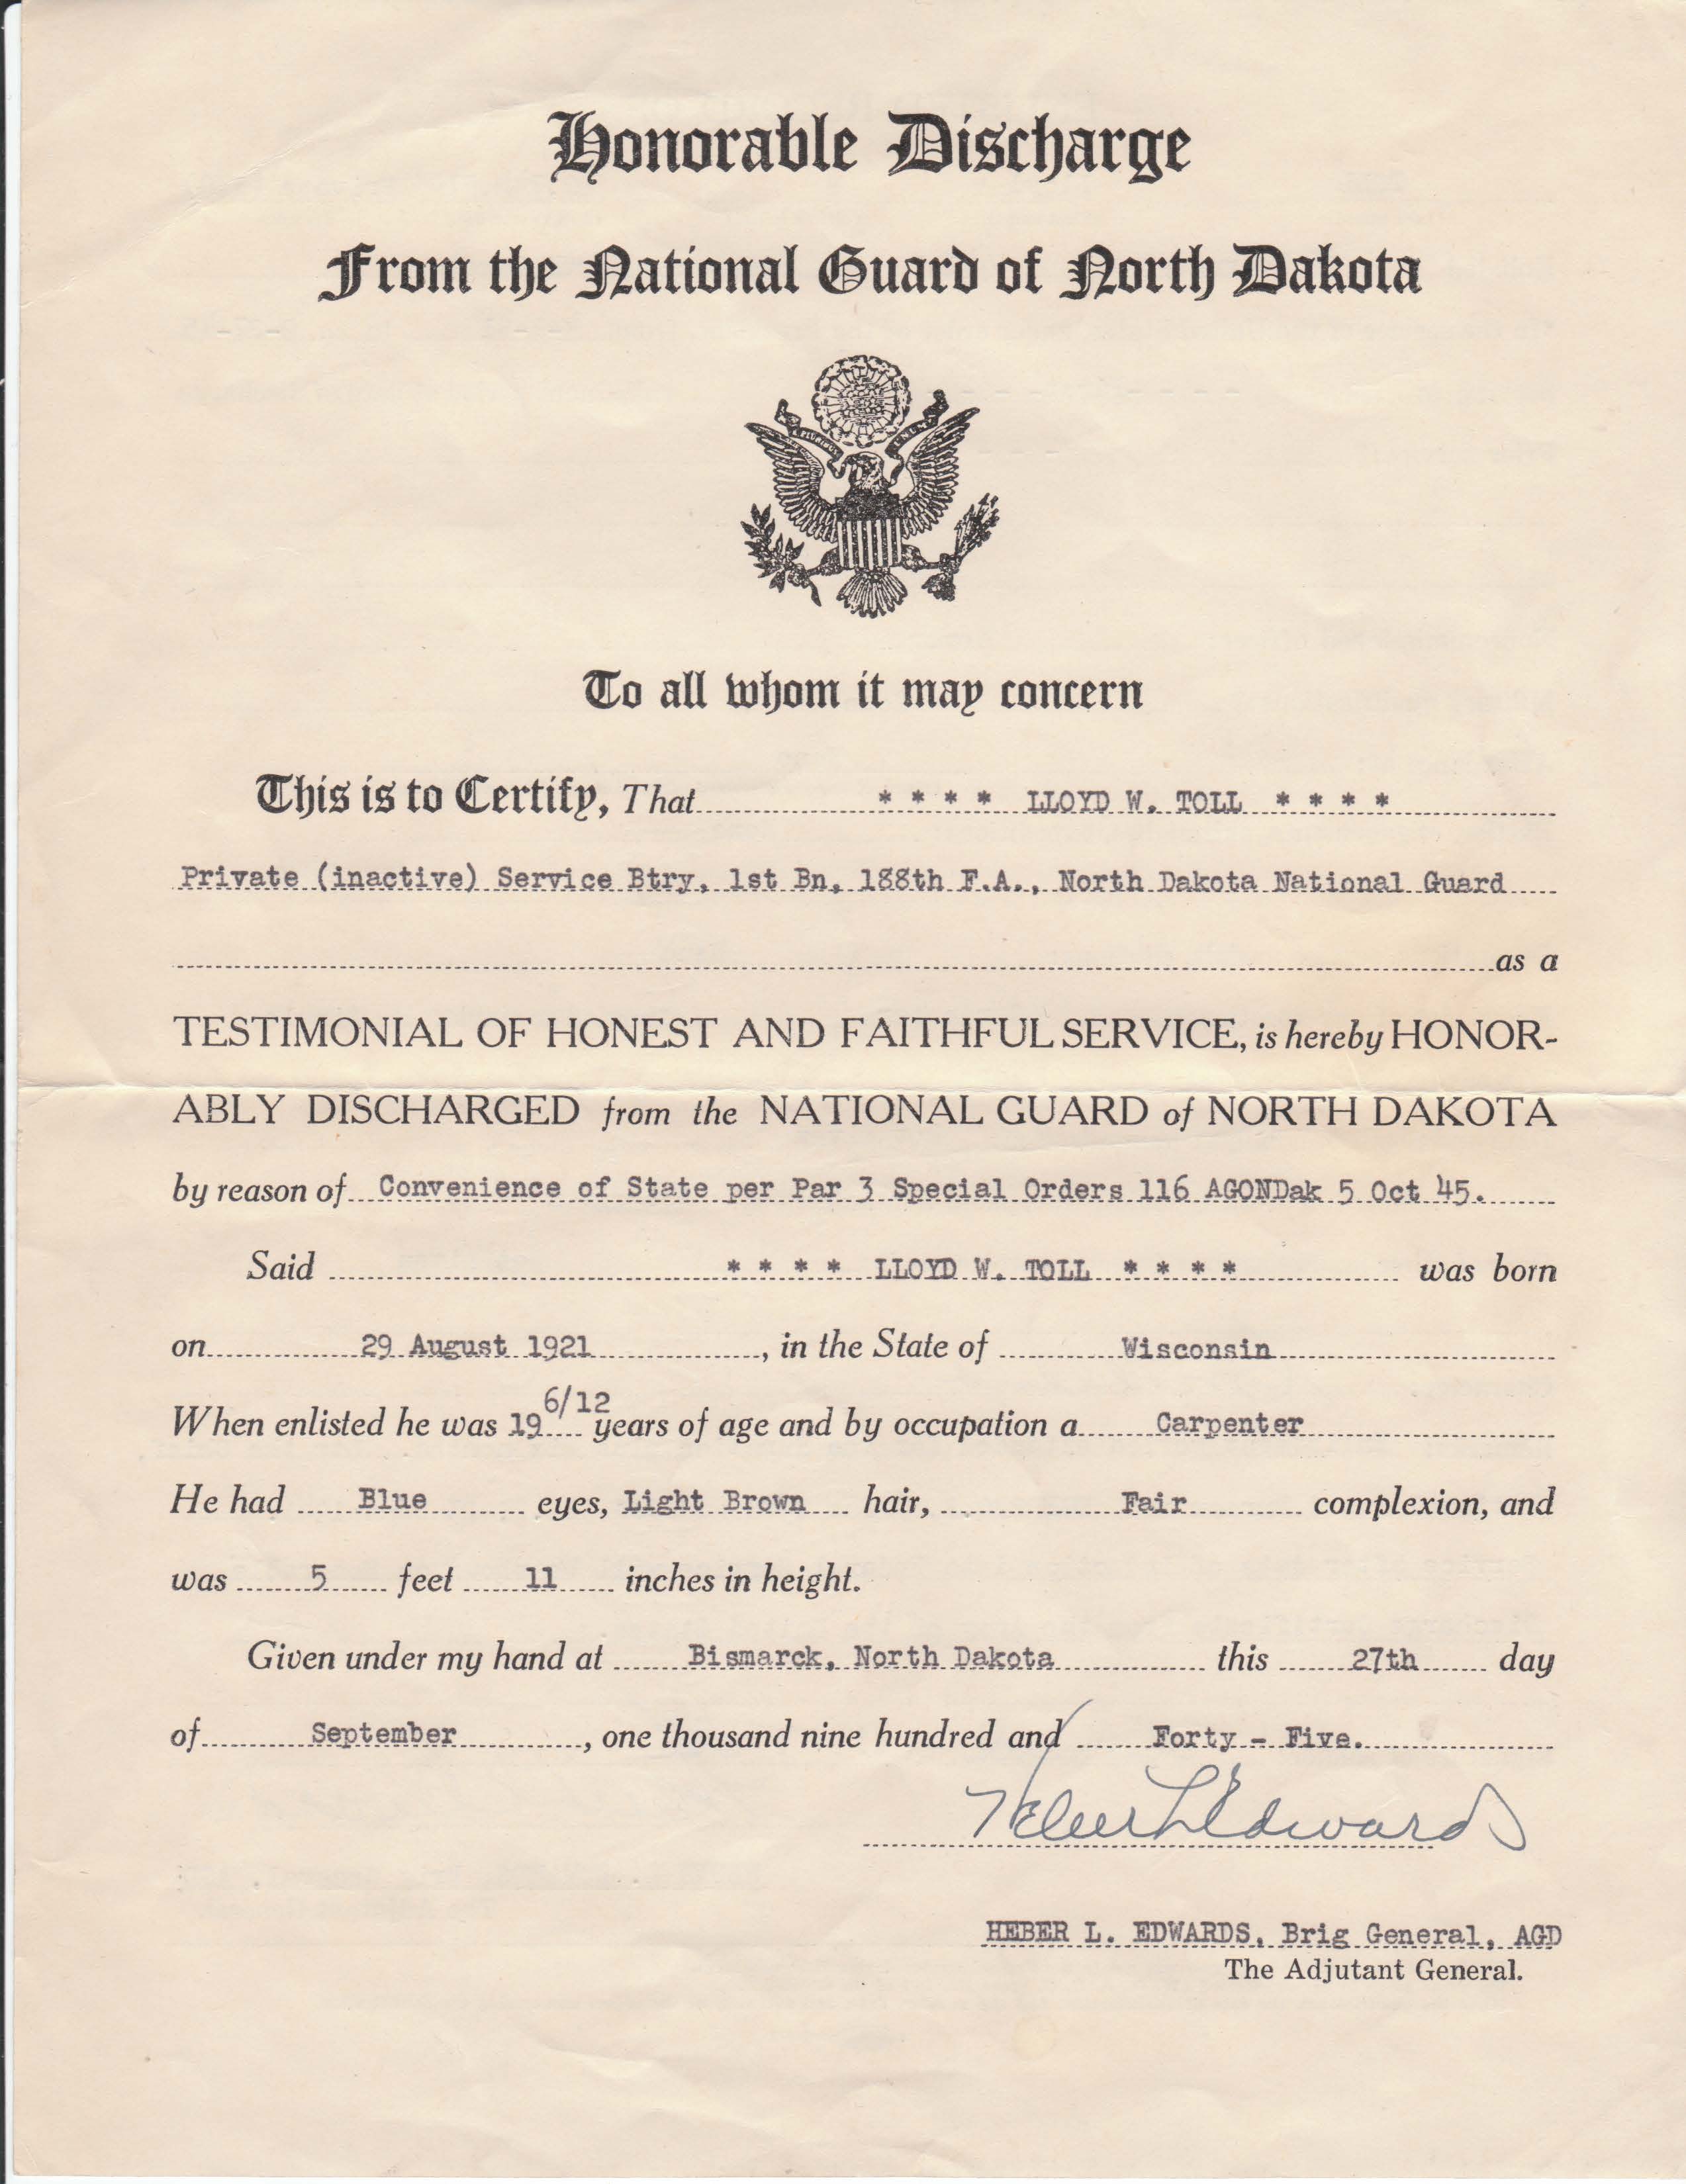 Honorable Discharge
From the National Guard of North Dakota
To all whom it may concern
This is to Certify, That * * * * LLOYD W. TOLL * * * *
Private (inactive) Service Btry, 1st Bn, 188th F.A., North Dakota National Guard
as a
TESTIMONIAL OF HONEST AND FAITHFUL SERVICE, is hereby HONOR-
ABLY DISCHARGED from the NATIONAL GUARD of NORTH DAKOTA
by reason of Convenience of State per Par 3 Special Orders 116 AGONDak 5 Oct 45.
Said * * * * LLOYD W. TOLL * * * * was born
on 29 August 1921, in the State of Wisconsin
When enlisted he was 19 6/12 years of age and by occupation a Carpenter
He had Blue eyes, Light Brown hair, Fair complexion, and
was 5 feet 11 inches in height.
Given under my hand at Bismarck, North Dakota this 27th day
of September, one thousand nine hundred and Forty - Five.
Heber L Edwards
HEBER L. EDWARDS, Brig General, AGD
The Adjutant General.